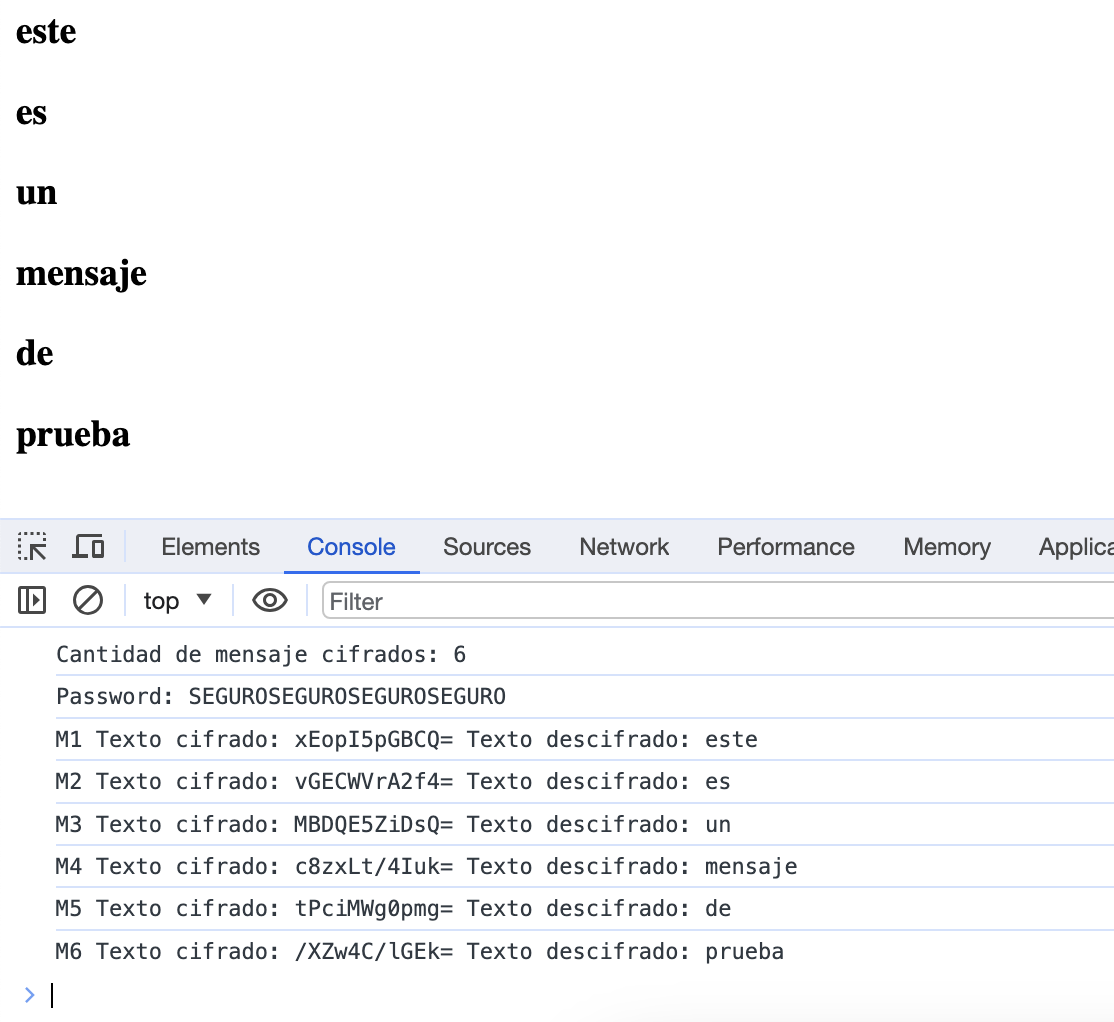 este
es
un
mensaje
de
prueba
Elements Console Sources Network Performance Memory Applica
top Filter
Cantidad de mensaje cifrados: 6
Password: SEGUROSEGUROSEGUROSEGURO
M1 Texto cifrado: xEopI5pGBCQ= Texto descifrado: este
M2 Texto cifrado: vGECWVrA2f4= Texto descifrado: es
M3 Texto cifrado: MBDQE5ZiDsQ= Texto descifrado: un
M4 Texto cifrado: c8zxLt/4Iuk= Texto descifrado: mensaje
M5 Texto cifrado: tPciMWg0pmg= Texto descifrado: de
M6 Texto cifrado: /XZw4C/lGEk= Texto descifrado: prueba